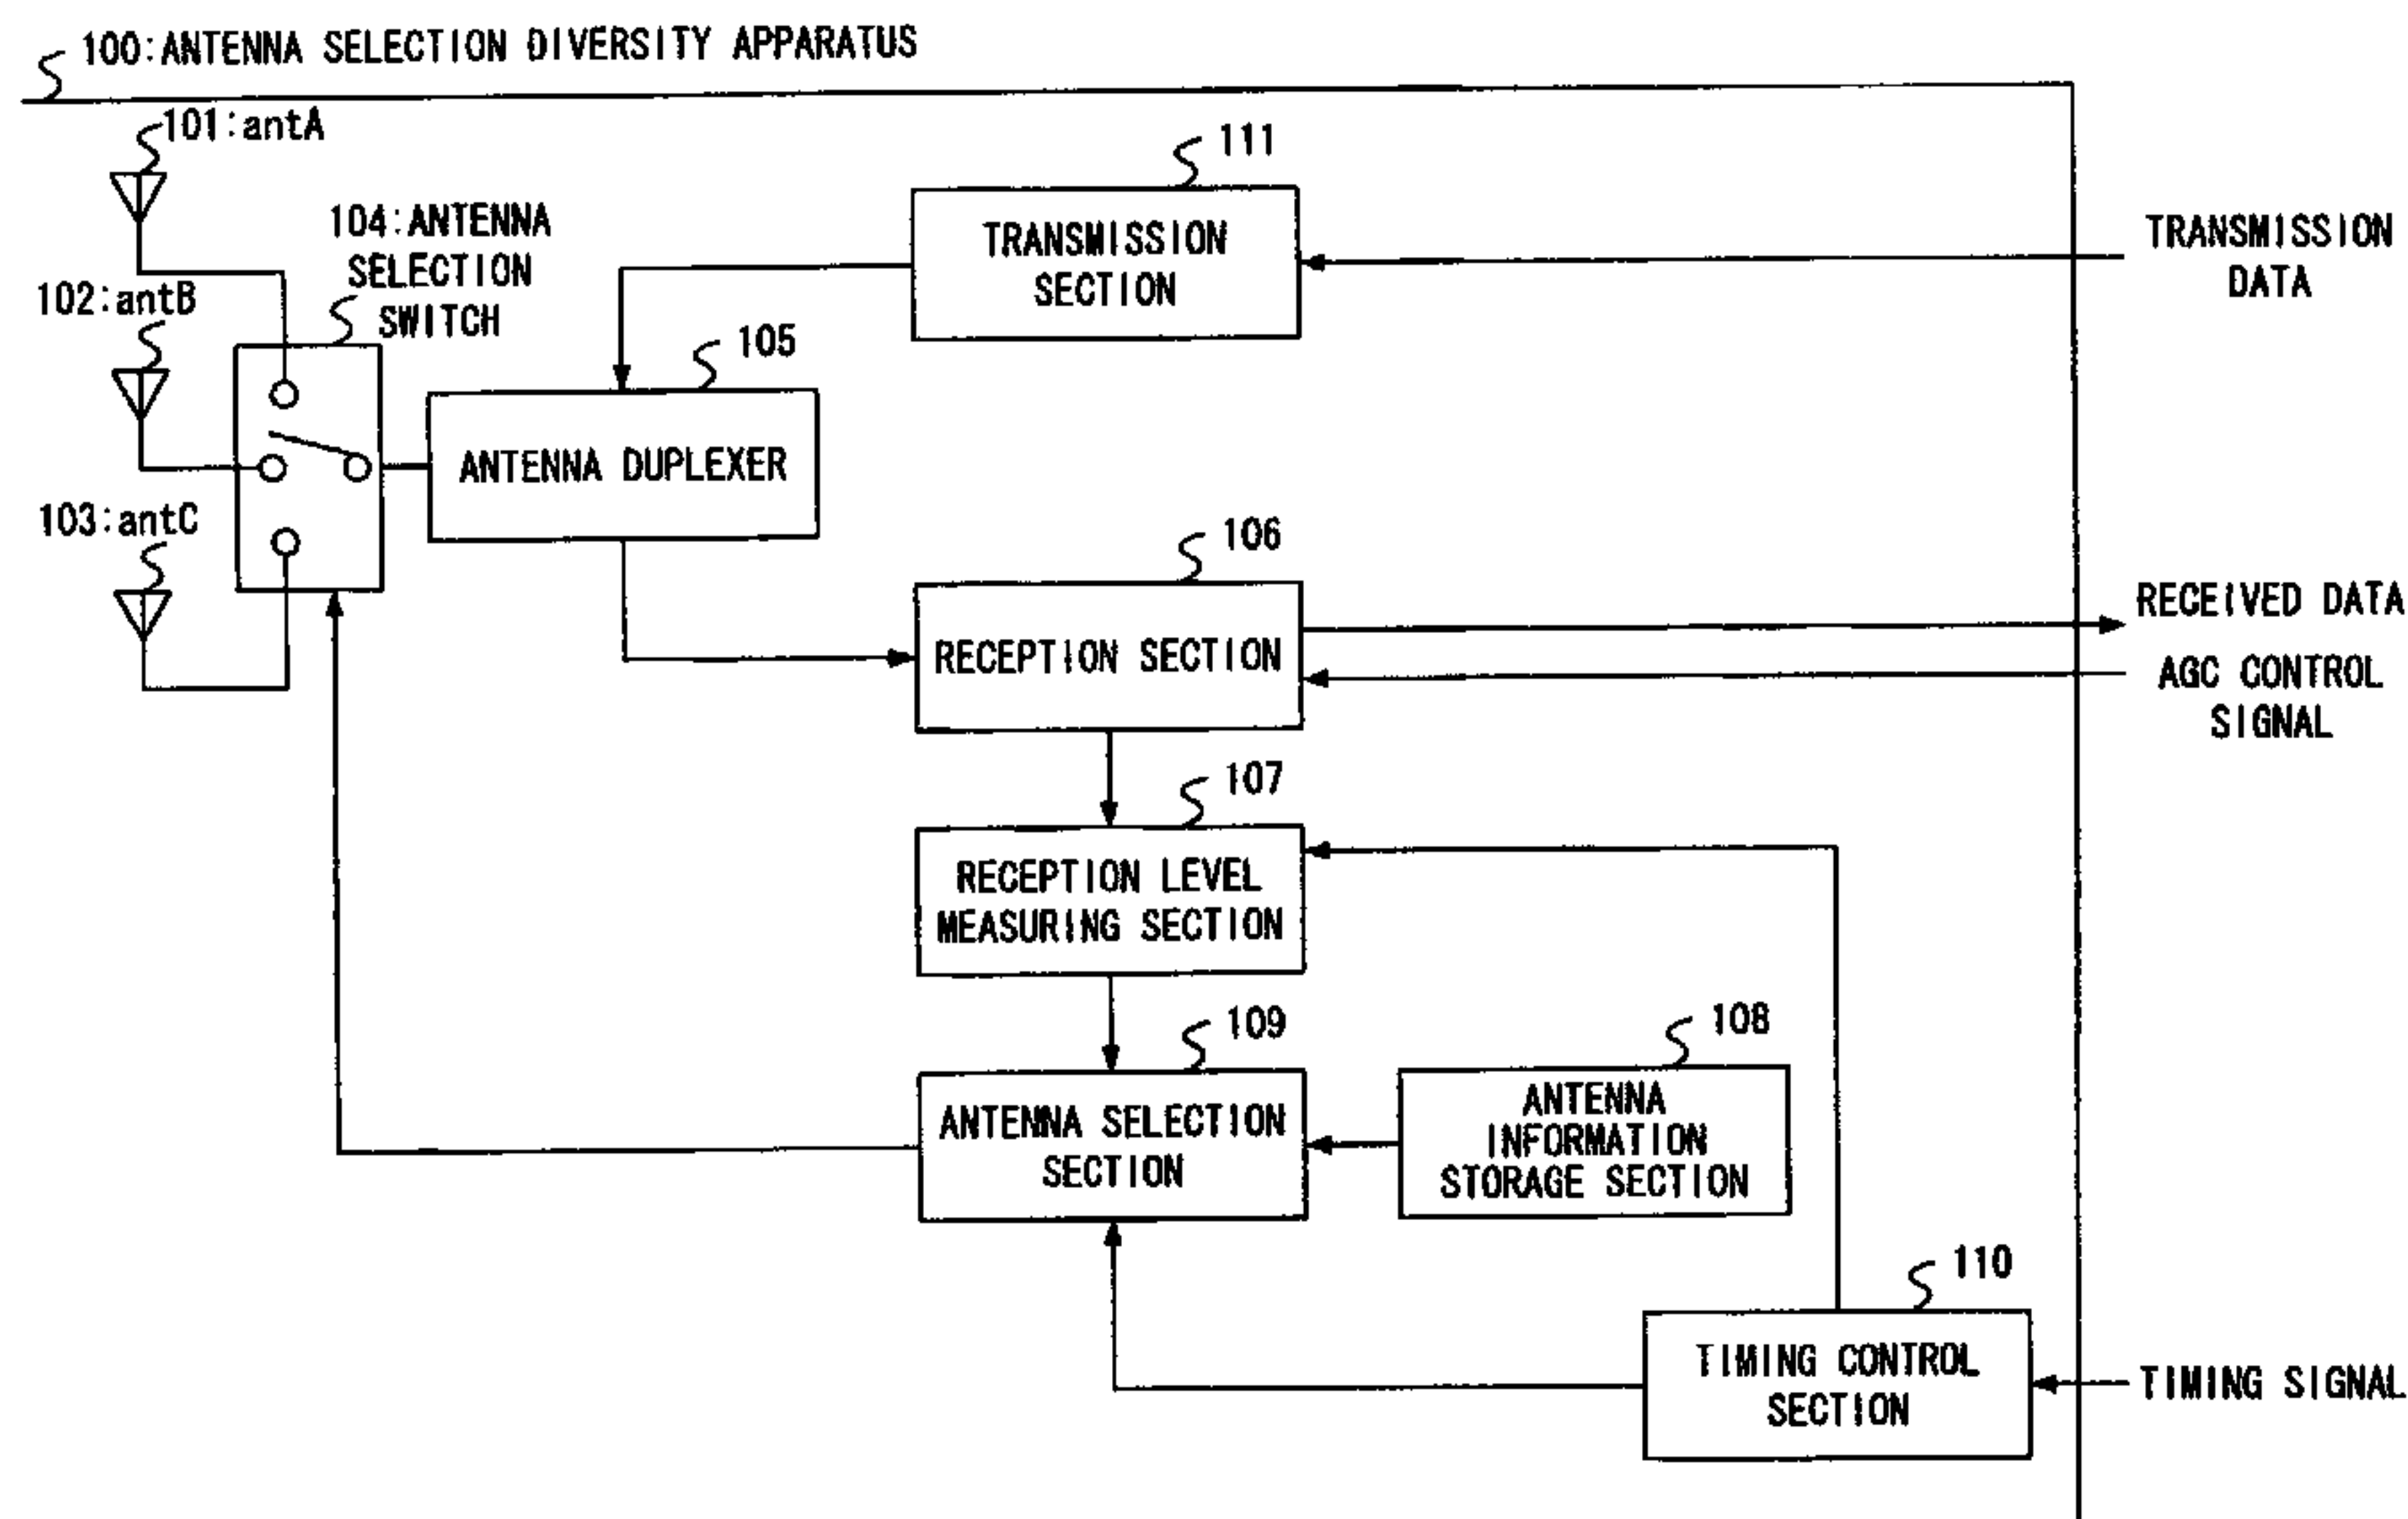 100:ANTENNA SELECTION DIVERSITY APPARATUS
101:antA
111
TRANSMISSION
SECTION
TRANSMISSION
DATA
104:ANTENNA
SELECTION
SWITCH
102:antB
105
ANTENNA DUPLEXER
103:antC
106
RECEPTION SECTION
RECEIVED DATA
AGC CONTROL
SIGNAL
107
RECEPTION LEVEL
MEASURING SECTION
109
ANTENNA SELECTION
SECTION
108
ANTENNA
INFORMATION
STORAGE SECTION
110
TIMING CONTROL
SECTION
TIMING SIGNAL